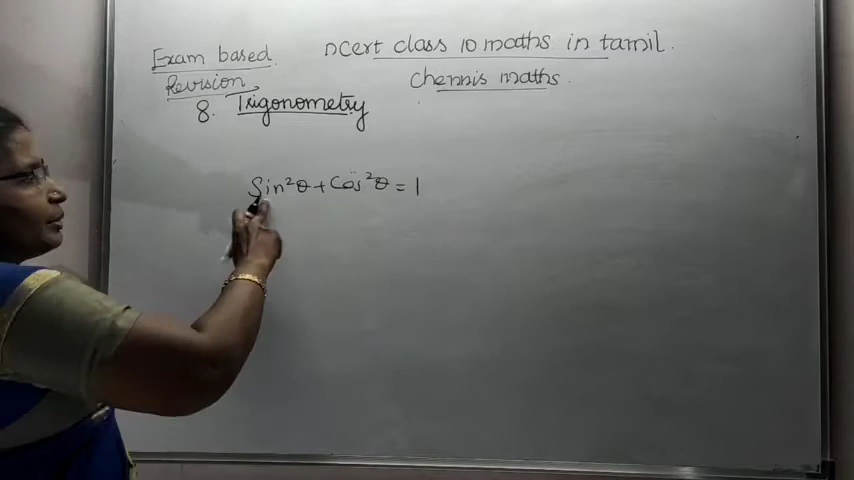 Exam based ncert class 10 maths in tamil.
Revision chennis maths.
8. Trigonometry
Sin²θ + Cos²θ = 1